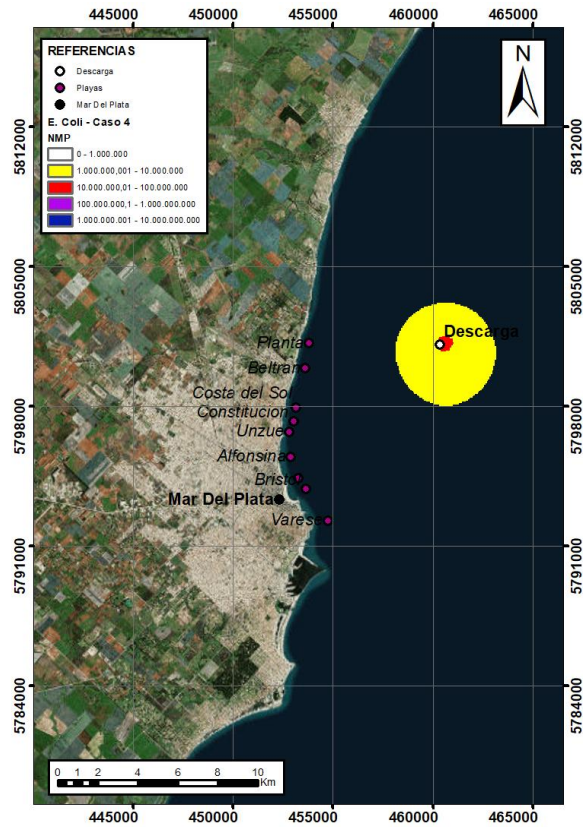 445000 450000 455000 460000 465000
REFERENCIAS
Descarga
Playas
Mar Del Plata
E. Coli - Caso 4
NMP
0 - 1.000.000
1.000.000,001 - 10.000.000
10.000.000,01 - 100.000.000
100.000.000,1 - 1.000.000.000
1.000.000.001 - 10.000.000.000
N
5812000 5812000
5805000 5805000
Descarga
Planta
Beltran
Costa del Sol
5798000 5798000
Constitucion
Unzue
Alfonsina
Bristol
Mar Del Plata
Varese
5791000 5791000
5784000 5784000
0 1 2 4 6 8 10
Km
445000 450000 455000 460000 465000